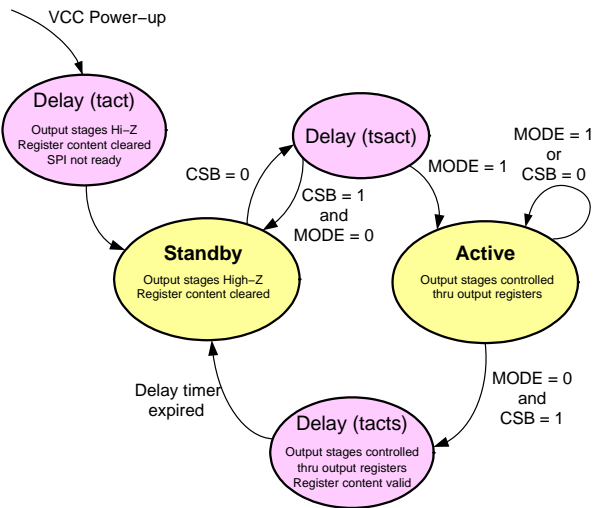 VCC Power-up
Delay (tact)
Output stages Hi−Z
Register content cleared
SPI not ready
CSB = 0
Delay (tsact)
CSB = 1
and
MODE = 0
MODE = 1
MODE = 1
or
CSB = 0
Standby
Output stages High−Z
Register content cleared
Active
Output stages controlled
thru output registers
Delay timer
expired
MODE = 0
and
CSB = 1
Delay (tacts)
Output stages controlled
thru output registers
Register content valid